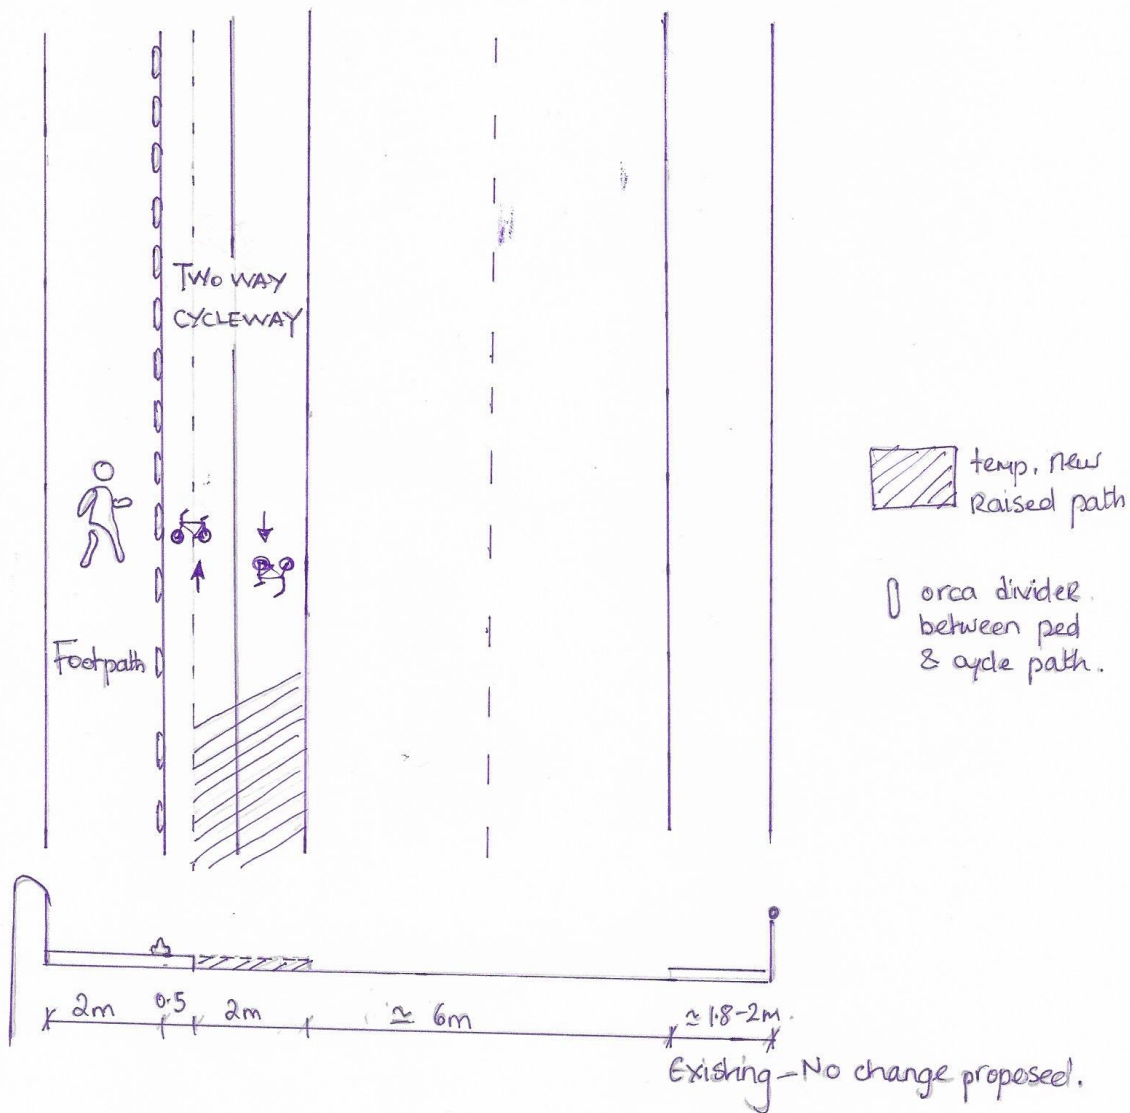 TWO WAY
CYCLEWAY
temp. new
Raised path
orca divider
between ped
& cycle path.
Footpath
2m
0.5
2m
≃ 6m
≃ 1.8-2m.
Existing - No change proposed.